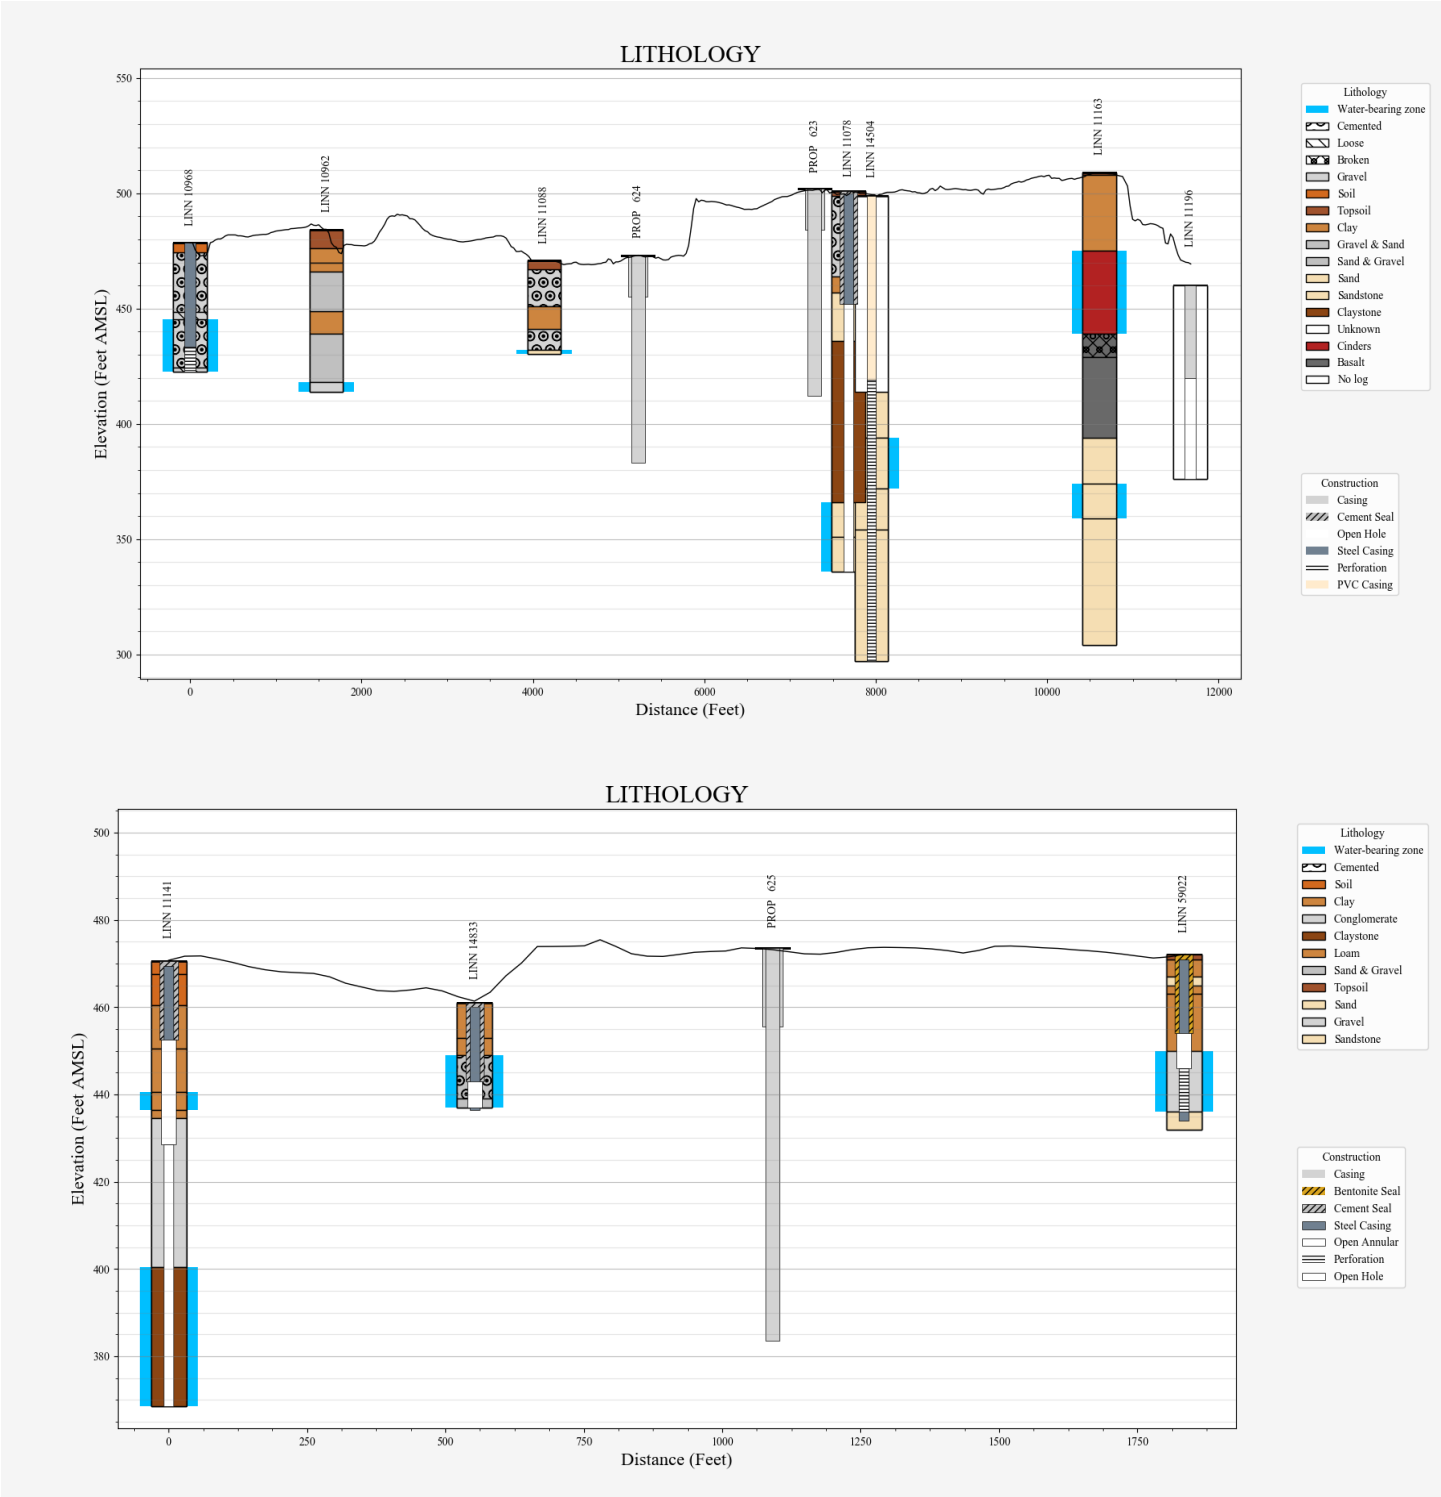 LITHOLOGY
550
500
450
400
350
300
Elevation (Feet AMSL)
LINN 10968
LINN 10962
LINN 11088
PROP 624
PROP 623
LINN 11078
LINN 14504
LINN 11163
LINN 11196
0
2000
4000
6000
8000
10000
12000
Distance (Feet)
Lithology
Water-bearing zone
Cemented
Loose
Broken
Gravel
Soil
Topsoil
Clay
Gravel & Sand
Sand & Gravel
Sand
Sandstone
Claystone
Unknown
Cinders
Basalt
No log
Construction
Casing
Cement Seal
Open Hole
Steel Casing
Perforation
PVC Casing
LITHOLOGY
500
480
460
440
420
400
380
Elevation (Feet AMSL)
LINN 11141
LINN 14833
PROP 625
LINN 59022
0
250
500
750
1000
1250
1500
1750
Distance (Feet)
Lithology
Water-bearing zone
Cemented
Soil
Clay
Conglomerate
Claystone
Loam
Sand & Gravel
Topsoil
Sand
Gravel
Sandstone
Construction
Casing
Bentonite Seal
Cement Seal
Steel Casing
Open Annular
Perforation
Open Hole